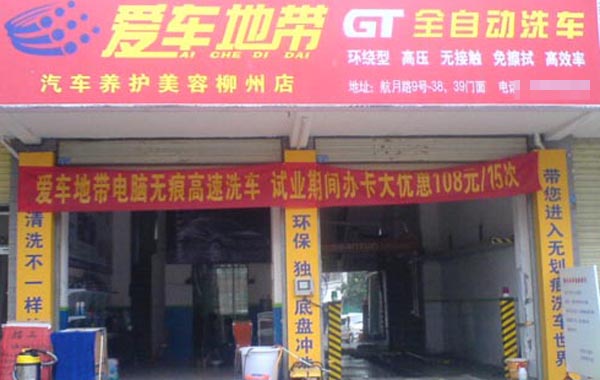 爱车地带
AI CHE DI DAI
汽车养护美容柳州店
GT 全自动洗车
环绕型 高压 无接触 免擦拭 高效率
地址:航月路9号-38、39门面 电话
爱车地带电脑无痕高速洗车 试业期间办卡大优惠108元/15次
清洗不一样
环保 独 底盘冲
带您进入无划痕洗车世界